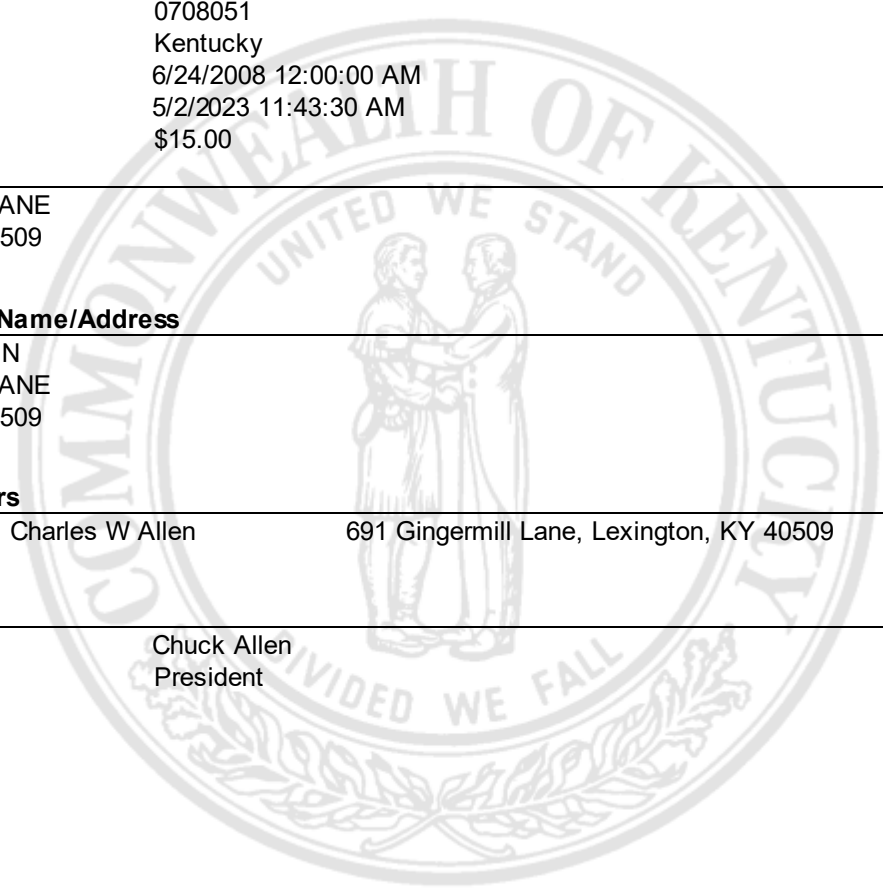 0708051
Kentucky
6/24/2008 12:00:00 AM
5/2/2023 11:43:30 AM
$15.00
ANE
509
Name/Address
N
ANE
509
rs
Charles W Allen 691 Gingermill Lane, Lexington, KY 40509
Chuck Allen
President
COMMONWEALTH OF KENTUCKY
UNITED WE STAND
DIVIDED WE FALL